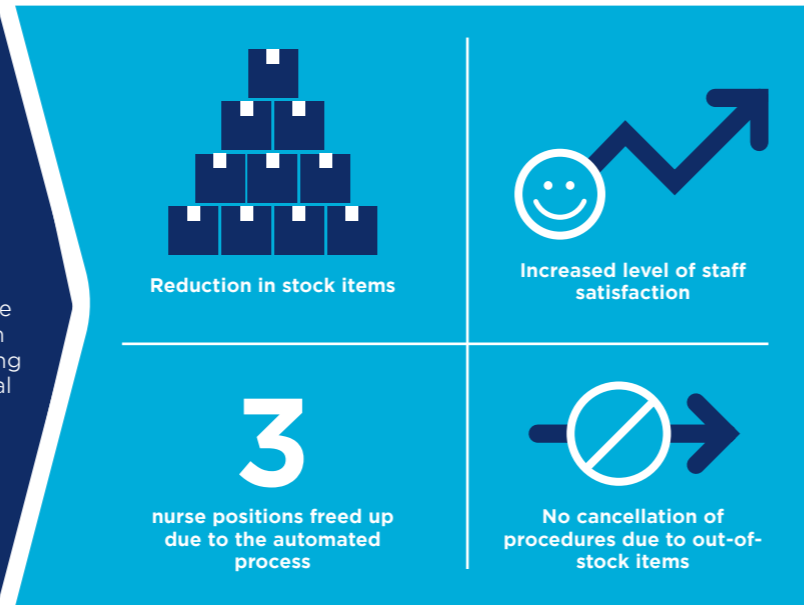 Reduction in stock items
Increased level of staff
satisfaction
3
nurse positions freed up
due to the automated
process
No cancellation of
procedures due to out-of-
stock items